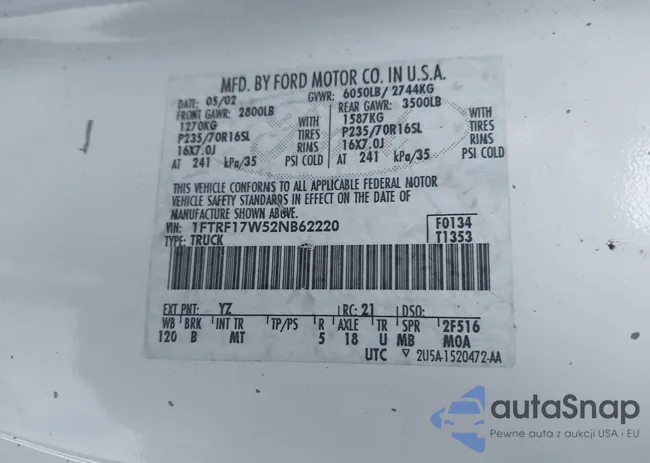 MFD. BY FORD MOTOR CO. IN U.S.A.
DATE: 05/02 GVWR: 6050LB/ 2744KG
FRONT GAWR: 2800LB REAR GAWR: 3500LB
1270KG WITH 1587KG WITH
P235/70R16SL TIRES P235/70R16SL TIRES
16X7.0J RIMS 16X7.0J RIMS
AT 241 kPa/35 PSI COLD AT 241 kPa/35 PSI COLD
THIS VEHICLE CONFORMS TO ALL APPLICABLE FEDERAL MOTOR
VEHICLE SAFETY STANDARDS IN EFFECT ON THE DATE OF
MANUFACTURE SHOWN ABOVE.
VIN: 1FTRF17W52NB62220 F0134
TYPE: TRUCK T1353
EXT PNT: YZ RC: 21 DSO:
WB BRK INT TR TP/PS R AXLE TR SPR 2F516
120 B MT 5 18 U MB MOA
UTC 2U5A-1520472-AA
autaSnap
Pewne auta z aukcji USA i EU